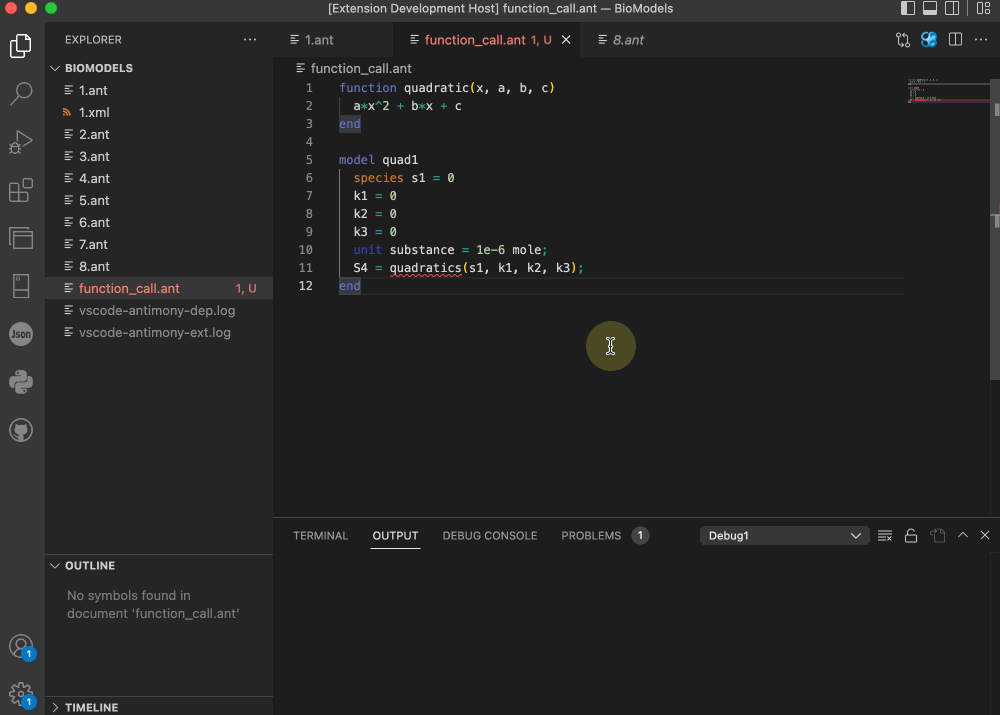 [Extension Development Host] function_call.ant — BioModels
EXPLORER
BIOMODELS
1.ant
1.xml
2.ant
3.ant
4.ant
5.ant
6.ant
7.ant
8.ant
function_call.ant 1, U
vscode-antimony-dep.log
vscode-antimony-ext.log
OUTLINE
No symbols found in
document 'function_call.ant'
TIMELINE
Json
1
1
1.ant
function_call.ant 1, U
8.ant
function_call.ant
1 function quadratic(x, a, b, c)
2 a*x^2 + b*x + c
3 end
4
5 model quad1
6 species s1 = 0
7 k1 = 0
8 k2 = 0
9 k3 = 0
10 unit substance = 1e-6 mole;
11 S4 = quadratics(s1, k1, k2, k3);
12 end
TERMINAL OUTPUT DEBUG CONSOLE PROBLEMS 1 Debug1